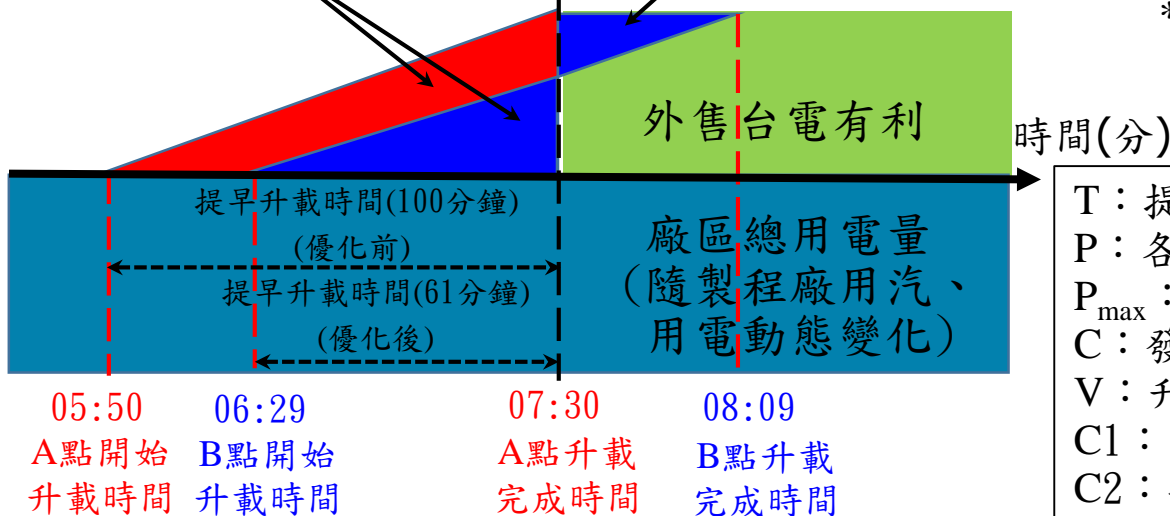 *
外售台電有利
時間(分)
提早升載時間(100分鐘)
(優化前)
提早升載時間(61分鐘)
(優化後)
廠區總用電量
(隨製程廠用汽、
用電動態變化)
T：提
P：各
Pmax：
C：發
V：升
C1：
C2：
05:50
A點開始
升載時間
06:29
B點開始
升載時間
07:30
A點升載
完成時間
08:09
B點升載
完成時間